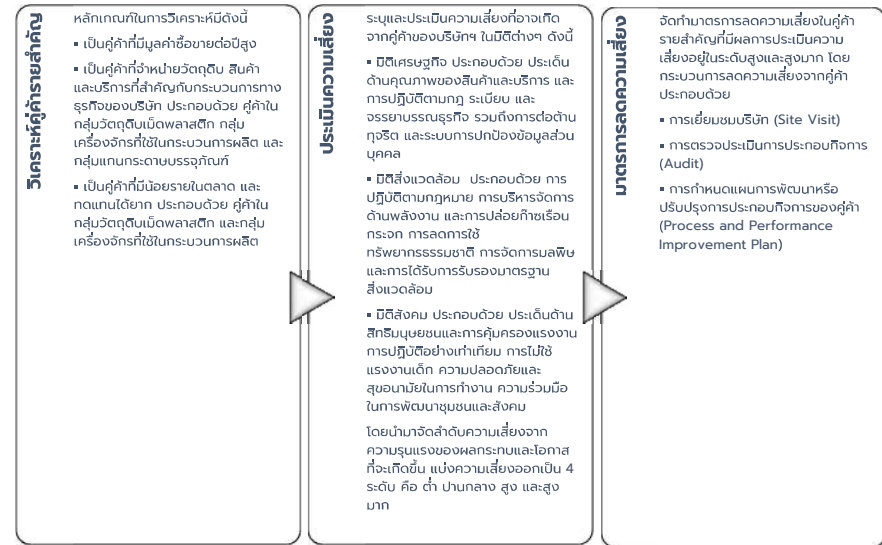 วิเคราะห์คู่ค้ารายสำคัญ
หลักเกณฑ์ในการวิเคราะห์มีดังนี้
▪ เป็นคู่ค้าที่มีมูลค่าซื้อขายต่อปีสูง
▪ เป็นคู่ค้าที่จำหน่ายวัตถุดิบ สินค้า
และบริการที่สำคัญกับกระบวนการทาง
ธุรกิจของบริษัท ประกอบด้วย คู่ค้าใน
กลุ่มวัตถุดิบเม็ดพลาสติก กลุ่ม
เครื่องจักรที่ใช้ในกระบวนการผลิต และ
กลุ่มแกนกระดาษบรรจุภัณฑ์
▪ เป็นคู่ค้าที่มีน้อยรายในตลาด และ
ทดแทนได้ยาก ประกอบด้วย คู่ค้าใน
กลุ่มวัตถุดิบเม็ดพลาสติก และกลุ่ม
เครื่องจักรที่ใช้ในกระบวนการผลิต
ประเมินความเสี่ยง
ระบุและประเมินความเสี่ยงที่อาจเกิด
จากคู่ค้าของบริษัทฯ ในมิติต่างๆ ดังนี้
▪ มิติเศรษฐกิจ ประกอบด้วย ประเด็น
ด้านคุณภาพของสินค้าและบริการ และ
การปฏิบัติตามกฎ ระเบียบ และ
จรรยาบรรณธุรกิจ รวมถึงการต่อต้าน
ทุจริต และระบบการปกป้องข้อมูลส่วน
บุคคล
▪ มิติสิ่งแวดล้อม ประกอบด้วย การ
ปฏิบัติตามกฎหมาย การบริหารจัดการ
ด้านพลังงาน และการปล่อยก๊าซเรือน
กระจก การลดการใช้
ทรัพยากรธรรมชาติ การจัดการมลพิษ
และการได้รับการรับรองมาตรฐาน
สิ่งแวดล้อม
▪ มิติสังคม ประกอบด้วย ประเด็นด้าน
สิทธิมนุษยชนและการคุ้มครองแรงงาน
การปฏิบัติอย่างเท่าเทียม การไม่ใช้
แรงงานเด็ก ความปลอดภัยและ
สุขอนามัยในการทำงาน ความร่วมมือ
ในการพัฒนาชุมชนและสังคม
โดยนำมาจัดลำดับความเสี่ยงจาก
ความรุนแรงของผลกระทบและโอกาส
ที่จะเกิดขึ้น แบ่งความเสี่ยงออกเป็น 4
ระดับ คือ ต่ำ ปานกลาง สูง และสูง
มาก
มาตรการลดความเสี่ยง
จัดทำมาตรการลดความเสี่ยงในคู่ค้า
รายสำคัญที่มีผลการประเมินความ
เสี่ยงอยู่ในระดับสูงและสูงมาก โดย
กระบวนการลดความเสี่ยงจากคู่ค้า
ประกอบด้วย
▪ การเยี่ยมชมบริษัท (Site Visit)
▪ การตรวจประเมินการประกอบกิจการ
(Audit)
▪ การกำหนดแผนการพัฒนาหรือ
ปรับปรุงการประกอบกิจการของคู่ค้า
(Process and Performance
Improvement Plan)